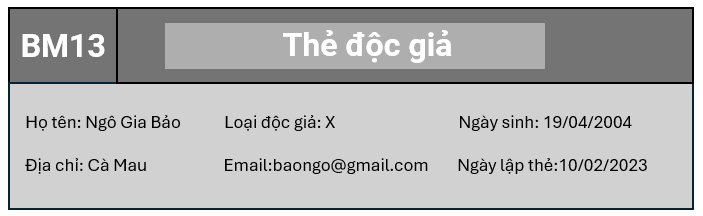 BM13 Thẻ độc giả
Họ tên: Ngô Gia Bảo Loại độc giả: X Ngày sinh: 19/04/2004
Địa chỉ: Cà Mau Email:baongo@gmail.com Ngày lập thẻ:10/02/2023